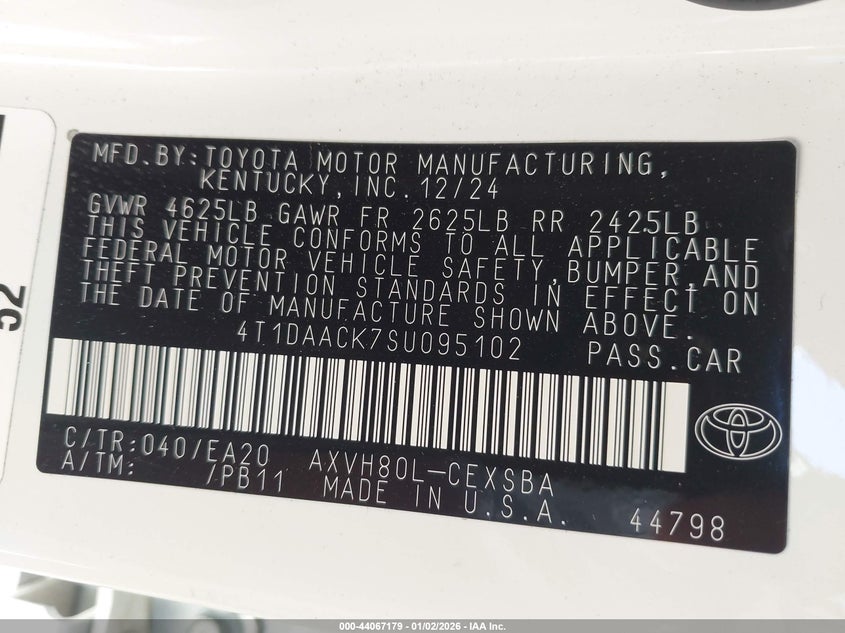 MFD.BY:TOYOTA MOTOR MANUFACTURING,
KENTUCKY, INC. 12/24
GVWR 4625LB GAWR FR 2625LB RR 2425LB
THIS VEHICLE CONFORMS TO ALL APPLICABLE
FEDERAL MOTOR VEHICLE SAFETY,BUMPER,AND
THEFT PREVENTION STANDARDS IN EFFECT ON
THE DATE OF MANUFACTURE SHOWN ABOVE.
4T1DAACK7SU095102 PASS.CAR
C/TR:040/EA20 AXVH80L-CEXSBA
A/TM: /PB11 MADE IN U.S.A. 44798
52
000-44067179 - 01/02/2026 - IAA Inc.